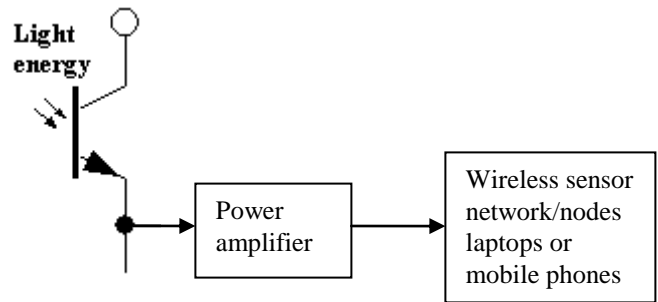 Light
energy
Power
amplifier
Wireless sensor
network/nodes
laptops or
mobile phones